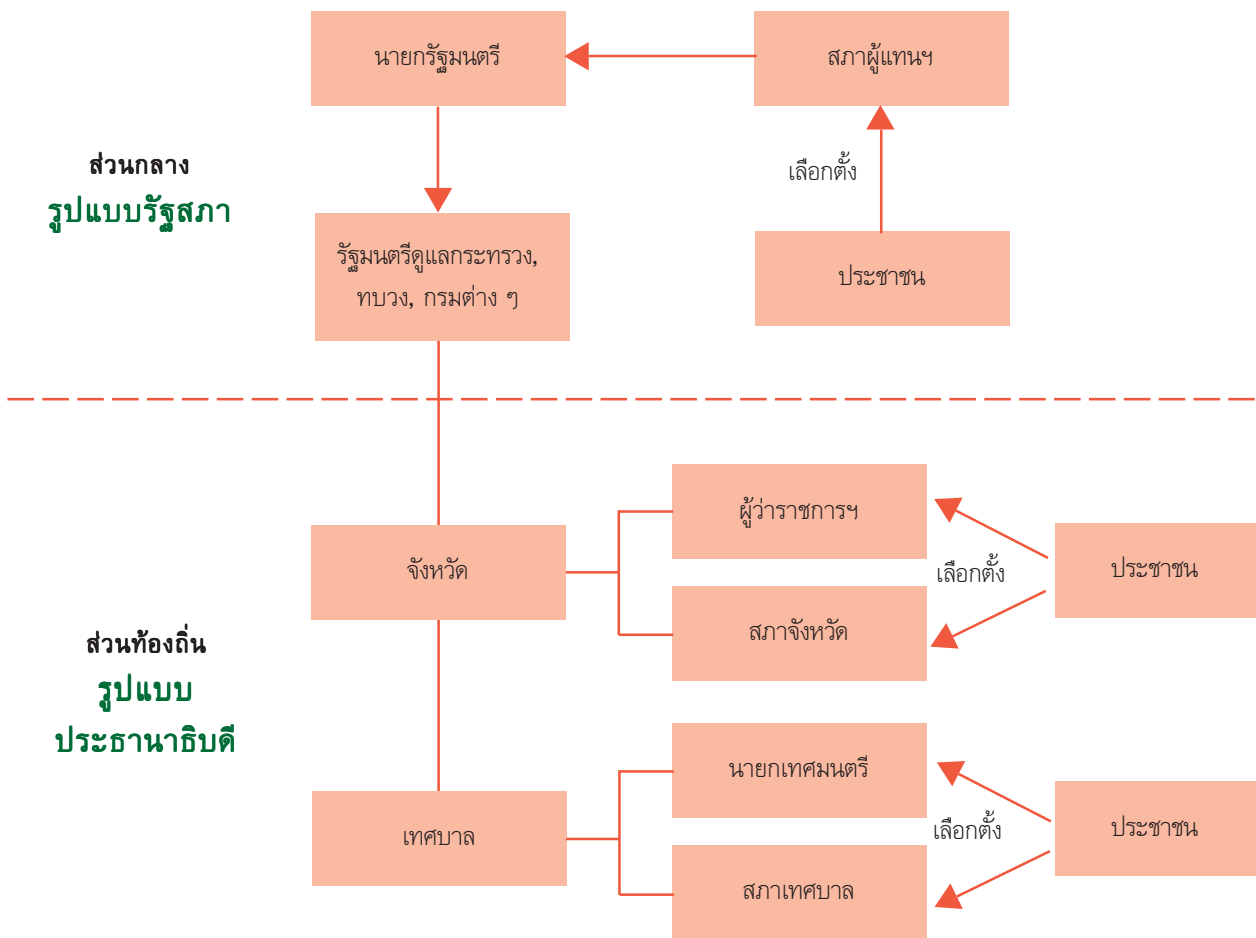 นายกรัฐมนตรี
สภาผู้แทนฯ
ส่วนกลาง
รูปแบบรัฐสภา
เลือกตั้ง
รัฐมนตรีดูแลกระทรวง,
ทบวง, กรมต่าง ๆ
ประชาชน
ผู้ว่าราชการฯ
จังหวัด
เลือกตั้ง
ประชาชน
สภาจังหวัด
ส่วนท้องถิ่น
รูปแบบ
ประธานาธิบดี
นายกเทศมนตรี
เทศบาล
เลือกตั้ง
ประชาชน
สภาเทศบาล